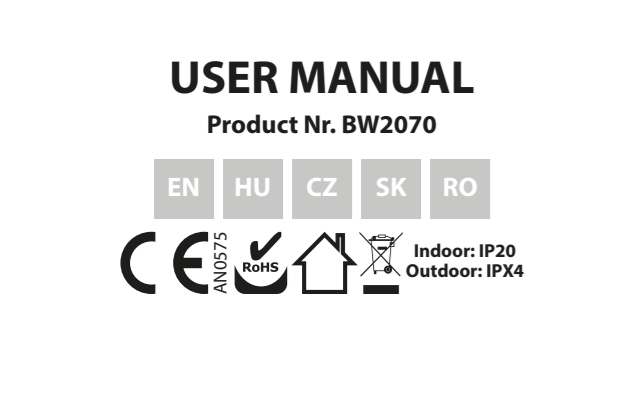 USER MANUAL
Product Nr. BW2070
EN HU CZ SK RO
CE AN0575 RoHS
Indoor: IP20
Outdoor: IPX4